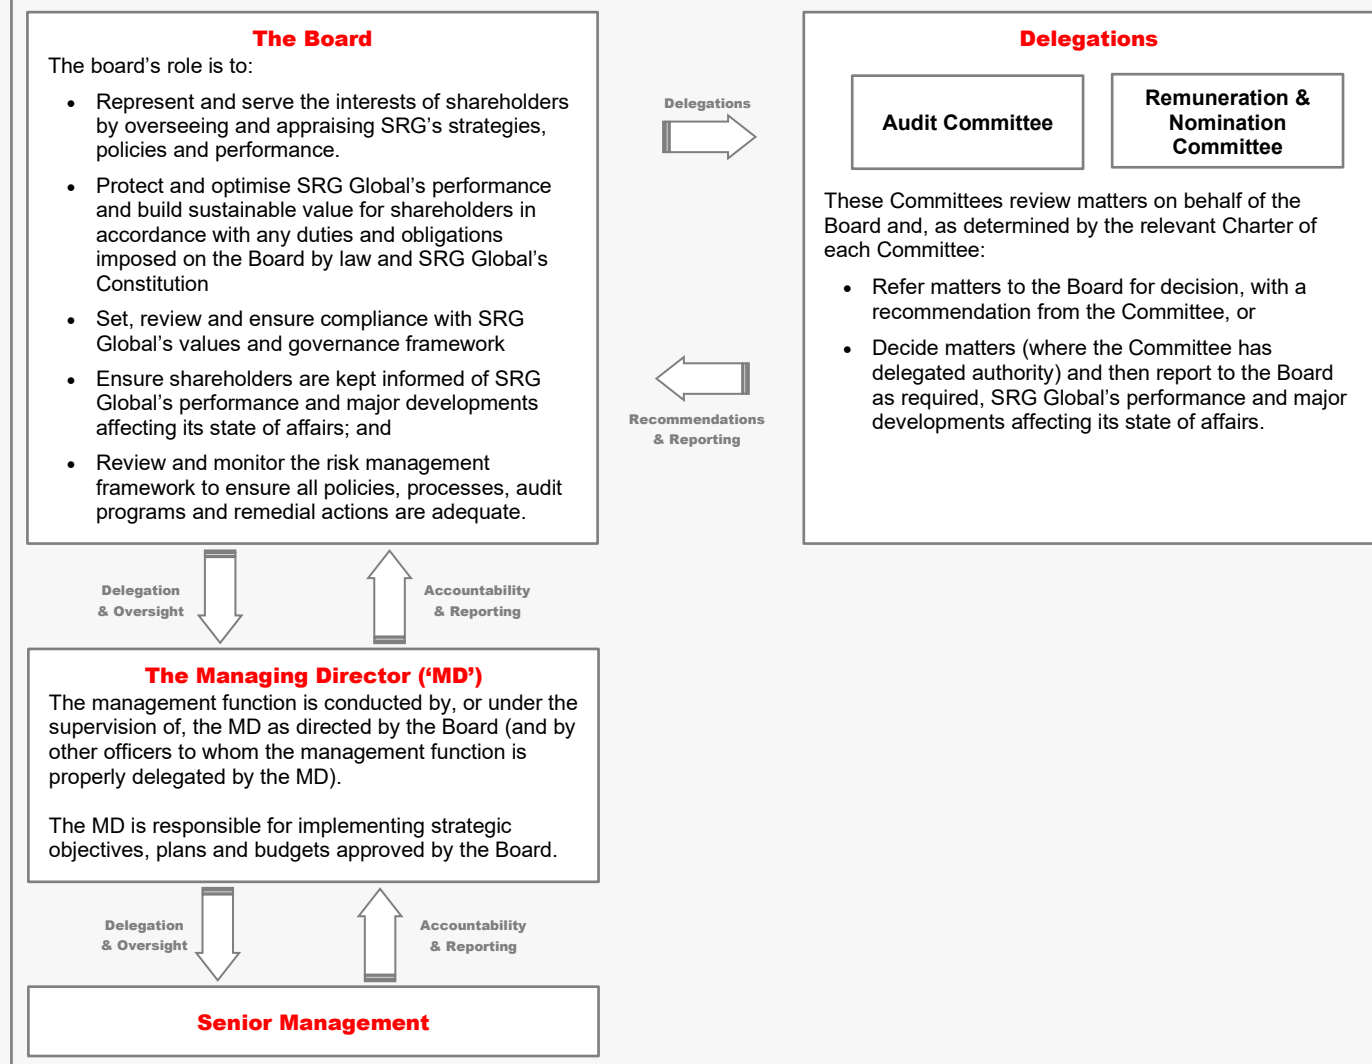 The Board
The board’s role is to:
• Represent and serve the interests of shareholders
by overseeing and appraising SRG’s strategies,
policies and performance.
• Protect and optimise SRG Global’s performance
and build sustainable value for shareholders in
accordance with any duties and obligations
imposed on the Board by law and SRG Global’s
Constitution
• Set, review and ensure compliance with SRG
Global’s values and governance framework
• Ensure shareholders are kept informed of SRG
Global’s performance and major developments
affecting its state of affairs; and
• Review and monitor the risk management
framework to ensure all policies, processes, audit
programs and remedial actions are adequate.
Delegations
Recommendations
& Reporting
Delegations
Audit Committee
Remuneration &
Nomination
Committee
These Committees review matters on behalf of the
Board and, as determined by the relevant Charter of
each Committee:
• Refer matters to the Board for decision, with a
recommendation from the Committee, or
• Decide matters (where the Committee has
delegated authority) and then report to the Board
as required, SRG Global’s performance and major
developments affecting its state of affairs.
Delegation
& Oversight
Accountability
& Reporting
The Managing Director (‘MD’)
The management function is conducted by, or under the
supervision of, the MD as directed by the Board (and by
other officers to whom the management function is
properly delegated by the MD).
The MD is responsible for implementing strategic
objectives, plans and budgets approved by the Board.
Delegation
& Oversight
Accountability
& Reporting
Senior Management